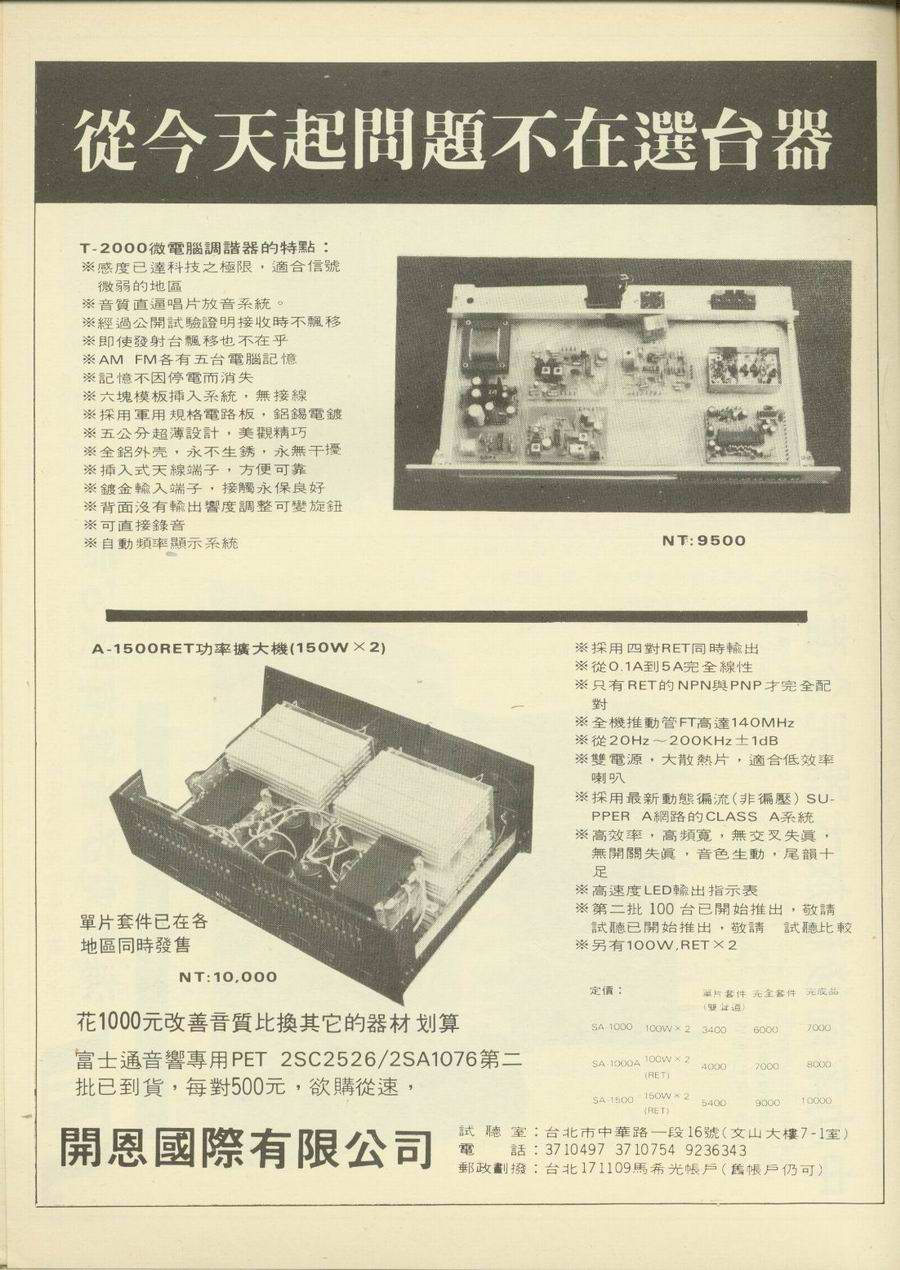 從今天起問題不在選台器
T-2000微電腦調諧器的特點：
※感度已達科技之極限，適合信號
微弱的地區
※音質直逼唱片放音系統。
※經過公開試驗證明接收時不飄移
※即使發射台飄移也不在乎
※AM FM各有五台電腦記憶
※記憶不因停電而消失
※六塊模板挿入系統，無接線
※採用軍用規格電路板，鋁錫電鍍
※五公分超薄設計，美觀精巧
※全鋁外壳，永不生銹，永無干擾
※挿入式天線端子，方便可靠
※鍍金輸入端子，接觸永保良好
※背面沒有輸出響度調整可變旋鈕
※可直接錄音
※自動頻率顯示系統
NT:9500
A-1500RET功率擴大機(150W×2)
單片套件已在各
地區同時發售
NT:10,000
※採用四對RET同時輸出
※從0.1A到5A完全線性
※只有RET的NPN與PNP才完全配
對
※全機推動管FT高達140MHz
※從20Hz～200KHz±1dB
※雙電源，大散熱片，適合低效率
喇叭
※採用最新動態徧流(非徧壓) SU-
PPER A網路的CLASS A系統
※高效率，高頻寬，無交叉失眞，
無開關失眞，音色生動，尾韻十
足
※高速度LED輸出指示表
※第二批 100 台已開始推出，敬請
試聽已開始推出，敬請 試聽比較
※另有100W,RET×2
定價： 單片套件 完全套件 完成品
(雙聲道)
SA-1000 100W×2 3400 6000 7000
SA-1000A 100W×2 (RET) 4000 7000 8000
SA-1500 150W×2 (RET) 5400 9000 10000
花1000元改善音質比換其它的器材划算
富士通音響專用PET 2SC2526/2SA1076第二
批已到貨，每對500元，欲購從速，
開恩國際有限公司
試聽室：台北市中華路一段16號(文山大樓7-1室)
電話：3710497 3710754 9236343
郵政劃撥：台北171109馬希光帳戶(舊帳戶仍可)